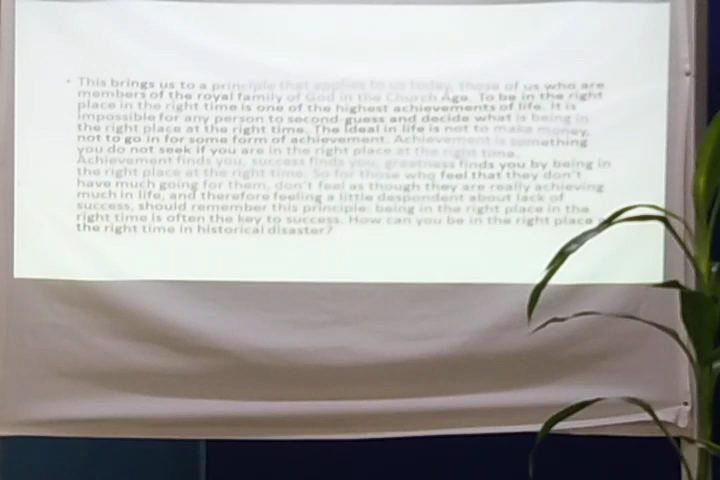 • This brings us to a principle that applies to us today, those of us who are
members of the royal family of God in the Church Age. To be in the right
place in the right time is one of the highest achievements of life. It is
impossible for any person to second-guess and decide what is being in
the right place at the right time. The ideal in life is not to make money,
not to go in for some form of achievement. Achievement is something
you do not seek if you are in the right place at the right time.
Achievement finds you, success finds you, greatness finds you by being in
the right place at the right time. So for those who feel that they don't
have much going for them, don't feel as though they are really achieving
much in life, and therefore feeling a little despondent about lack of
success, should remember this principle: being in the right place in the
right time is often the key to success. How can you be in the right place
the right time in historical disaster?